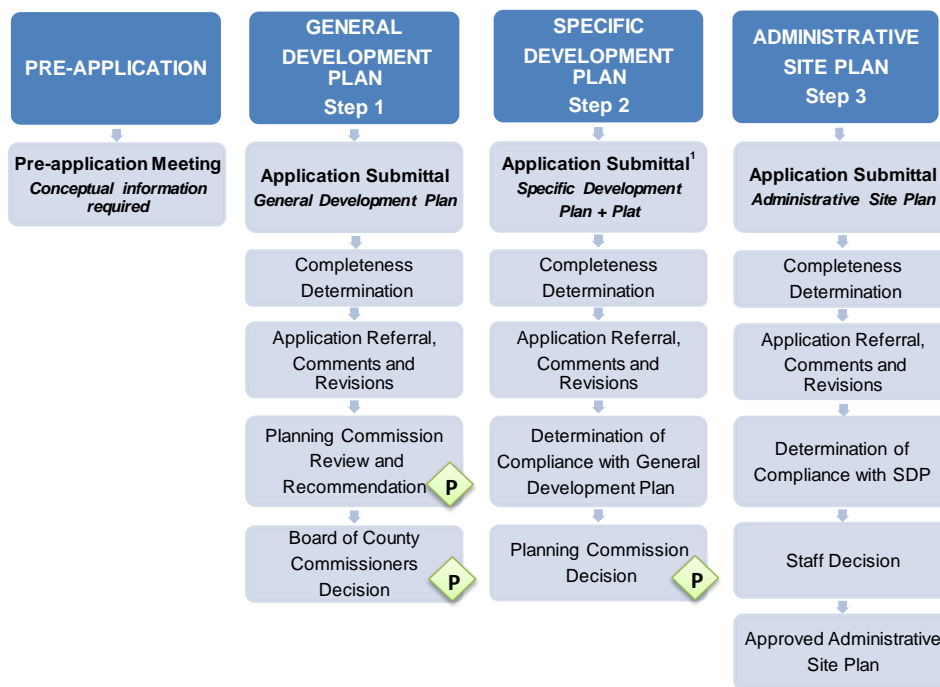 PRE-APPLICATION
Pre-application Meeting
Conceptual information
required
GENERAL
DEVELOPMENT
PLAN
Step 1
Application Submittal
General Development Plan
Completeness
Determination
Application Referral,
Comments and
Revisions
Planning Commission
Review and
Recommendation
P
Board of County
Commissioners
Decision
P
SPECIFIC
DEVELOPMENT
PLAN
Step 2
Application Submittal¹
Specific Development
Plan + Plat
Completeness
Determination
Application Referral,
Comments and
Revisions
Determination of
Compliance with General
Development Plan
Planning Commission
Decision
P
ADMINISTRATIVE
SITE PLAN
Step 3
Application Submittal
Administrative Site Plan
Completeness
Determination
Application Referral,
Comments and
Revisions
Determination of
Compliance with SDP
Staff Decision
Approved Administrative
Site Plan